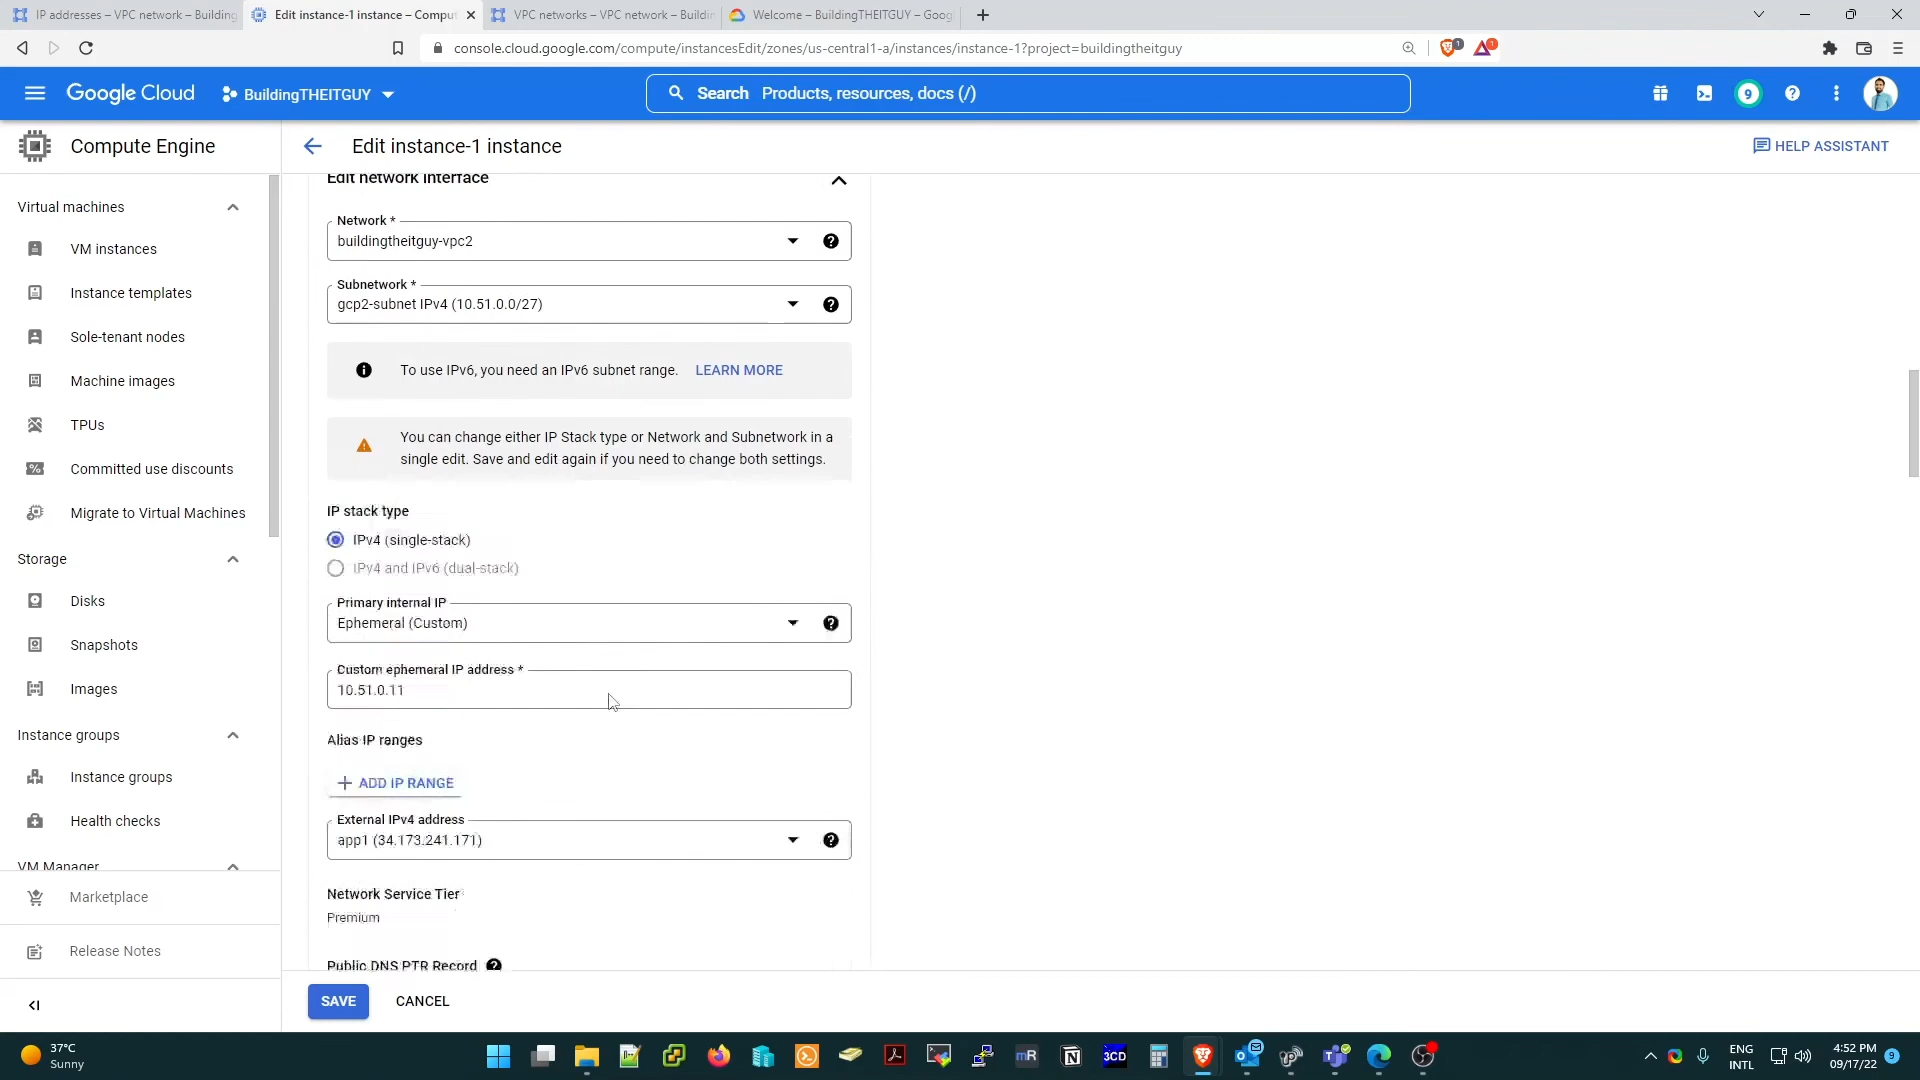 IP addresses – VPC network – Building
Edit instance-1 instance – Comput
VPC networks – VPC network – Buildin
Welcome – BuildingTHEITGUY – Goog
console.cloud.google.com/compute/instancesEdit/zones/us-central1-a/instances/instance-1?project=buildingtheitguy
1
1
Google Cloud
BuildingTHEITGUY
Search Products, resources, docs (/)
9
Compute Engine
Edit instance-1 instance
HELP ASSISTANT
Virtual machines
VM instances
Instance templates
Sole-tenant nodes
Machine images
TPUs
Committed use discounts
Migrate to Virtual Machines
Storage
Disks
Snapshots
Images
Instance groups
Instance groups
Health checks
VM Manager
Marketplace
Release Notes
Edit network interface
Network *
buildingtheitguy-vpc2
Subnetwork *
gcp2-subnet IPv4 (10.51.0.0/27)
To use IPv6, you need an IPv6 subnet range. LEARN MORE
You can change either IP Stack type or Network and Subnetwork in a
single edit. Save and edit again if you need to change both settings.
IP stack type
IPv4 (single-stack)
IPv4 and IPv6 (dual-stack)
Primary internal IP
Ephemeral (Custom)
Custom ephemeral IP address *
10.51.0.11
Alias IP ranges
+ ADD IP RANGE
External IPv4 address
app1 (34.173.241.171)
Network Service Tier
Premium
Public DNS PTR Record
SAVE
CANCEL
37°C
Sunny
mR
3CD
ENG
INTL
4:52 PM
09/17/22
9